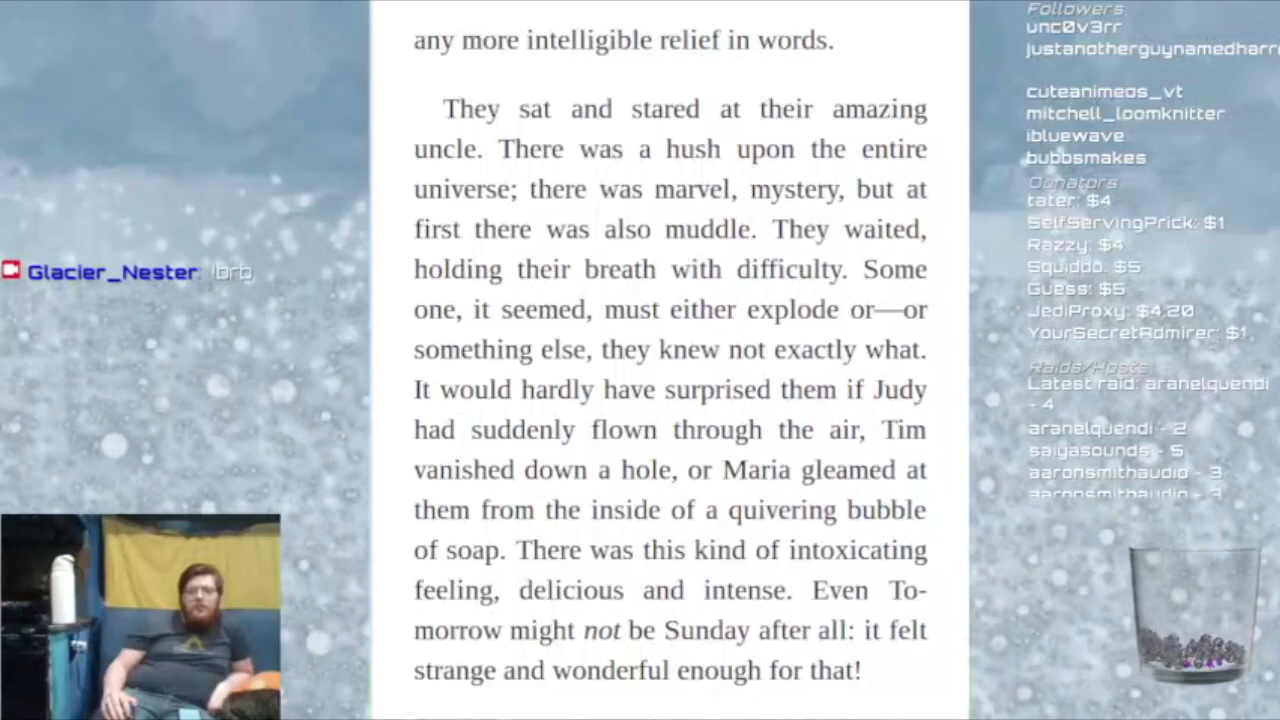 any more intelligible relief in words.
They sat and stared at their amazing
uncle. There was a hush upon the entire
universe; there was marvel, mystery, but at
first there was also muddle. They waited,
holding their breath with difficulty. Some
one, it seemed, must either explode or—or
something else, they knew not exactly what.
It would hardly have surprised them if Judy
had suddenly flown through the air, Tim
vanished down a hole, or Maria gleamed at
them from the inside of a quivering bubble
of soap. There was this kind of intoxicating
feeling, delicious and intense. Even To-
morrow might not be Sunday after all: it felt
strange and wonderful enough for that!
Glacier_Nester: !brb
Followers
unc0v3rr
justanotherguynamedharr
cuteanimeos_vt
mitchell_loomknitter
ibluewave
bubbsmakes
Donators
tater: $4
SelfServingPrick: $1
Razzy: $4
Squiddo: $5
Guess: $5
JediProxy: $4.20
YourSecretAdmirer: $1
Raids/Hosts
Latest raid: aranelquendi
- 4
aranelquendi - 2
saiyasounds - 5
aaronsmithaudio - 3
aaronsmithaudio - 3